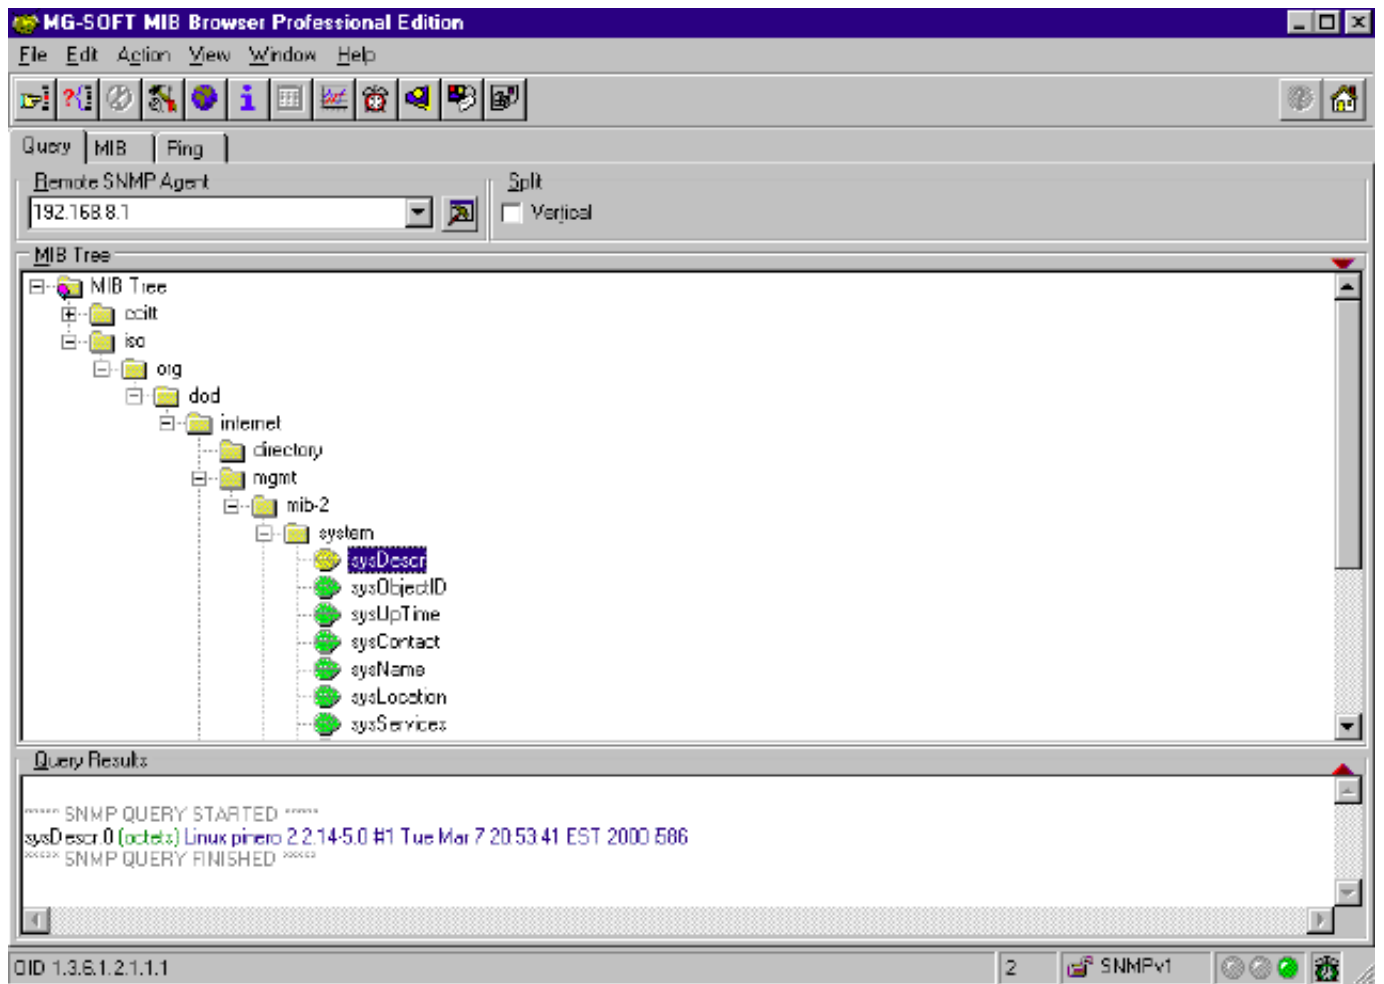 MG-SOFT MIB Browser Professional Edition
File Edit Action View Window Help
Query MIB Ping
Remote SNMP Agent
Split
192.168.8.1
Vertical
MIB Tree
MIB Tree
ccitt
iso
org
dod
internet
directory
mgmt
mib-2
system
sysDescr
sysObjectID
sysUpTime
sysContact
sysName
sysLocation
sysServices
Query Results
***** SNMP QUERY STARTED *****
sysDescr.0 (octets) Linux pinero 2.2.14-5.0 #1 Tue Mar 7 20:53:41 EST 2000 i586
***** SNMP QUERY FINISHED *****
OID 1.3.6.1.2.1.1.1
2
SNMPv1